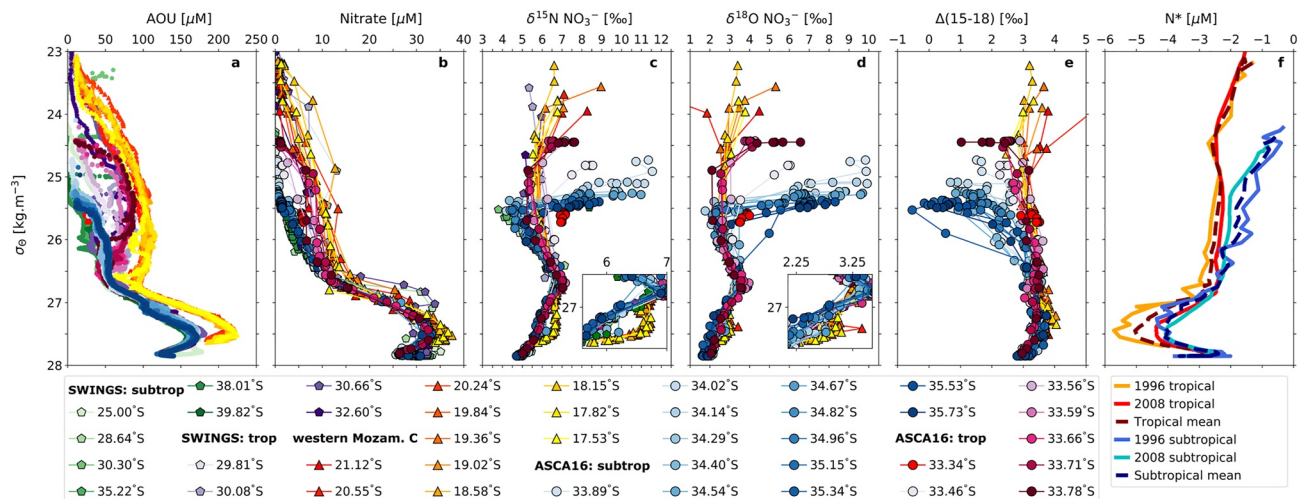 AOU [μM]
Nitrate [μM]
δ¹⁵N NO₃⁻ [‰]
δ¹⁸O NO₃⁻ [‰]
Δ(15-18) [‰]
N* [μM]
0 50 100 150 200 250
0 10 20 30 40
3 4 5 6 7 8 9 10 11 12
1 2 3 4 5 6 7 8 9 10
−1 0 1 2 3 4 5
−6 −5 −4 −3 −2 −1 0
a
b
c
d
e
f
23
24
25
26
27
28
σΘ [kg.m⁻³]
6 7
27
2.25 3.25
27
SWINGS: subtrop
25.00°S
28.64°S
30.30°S
35.22°S
38.01°S
39.82°S
SWINGS: trop
29.81°S
30.08°S
30.66°S
32.60°S
western Mozam. C
21.12°S
20.55°S
20.24°S
19.84°S
19.36°S
19.02°S
18.58°S
18.15°S
17.82°S
17.53°S
ASCA16: subtrop
33.89°S
34.02°S
34.14°S
34.29°S
34.40°S
34.54°S
34.67°S
34.82°S
34.96°S
35.15°S
35.34°S
35.53°S
35.73°S
ASCA16: trop
33.34°S
33.46°S
33.56°S
33.59°S
33.66°S
33.71°S
33.78°S
1996 tropical
2008 tropical
Tropical mean
1996 subtropical
2008 subtropical
Subtropical mean